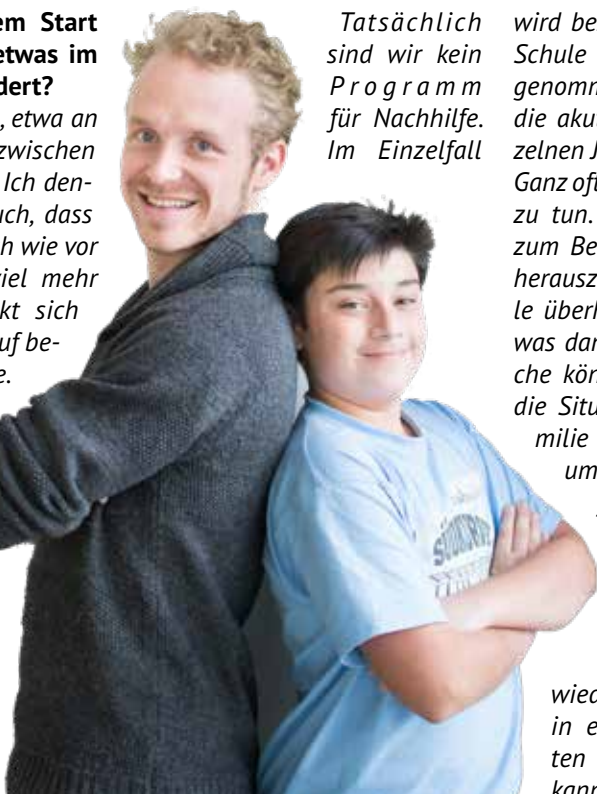 em Start
etwas im
dert?
, etwa an
zwischen
Ich den-
uch, dass
h wie vor
viel mehr
kt sich
uf be-
e.
Tatsächlich
sind wir kein
Programm
für Nachhilfe.
Im Einzelfall
wird be
Schule
genomm
die aku
zelnen J
Ganz oft
zu tun.
zum Be
herausz
le überh
was dar
che kön
die Situ
milie
um
wied
in e
ten
kann